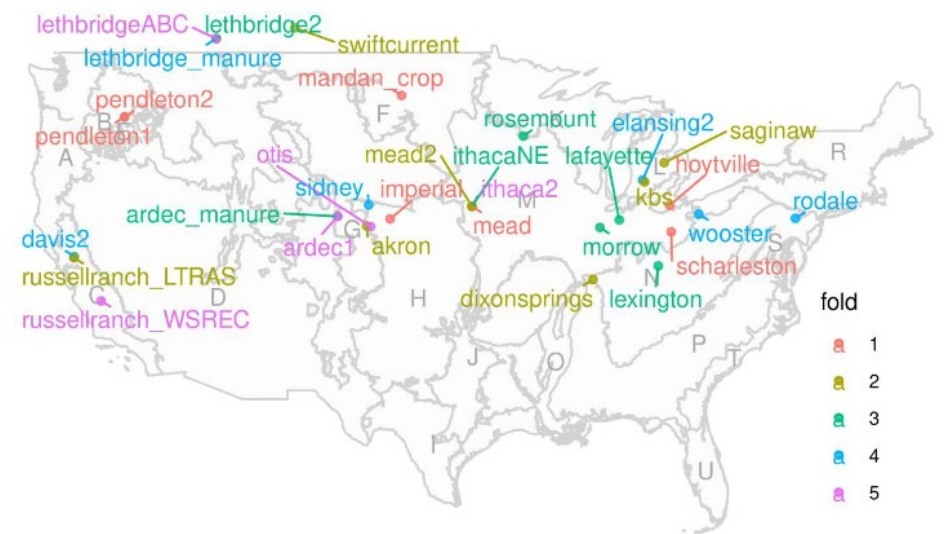 lethbridgeABC lethbridge2
swiftcurrent
lethbridge_manure
mandan_crop
pendleton2
F
B
rosemount
elansing2
pendleton1
saginaw
A
otis
mead2 ithacaNE lafayette
L
R
hoytville
sidney
imperial
ithaca2
kbs
M
rodale
ardec_manure
G
mead
wooster
davis2
ardec1
akron
morrow
S
scharleston
russellranch_LTRAS
N
C
D
H
dixonsprings
lexington
russellranch_WSREC
fold
a 1
P
J
O
T
a 2
a 3
I
a 4
U
a 5